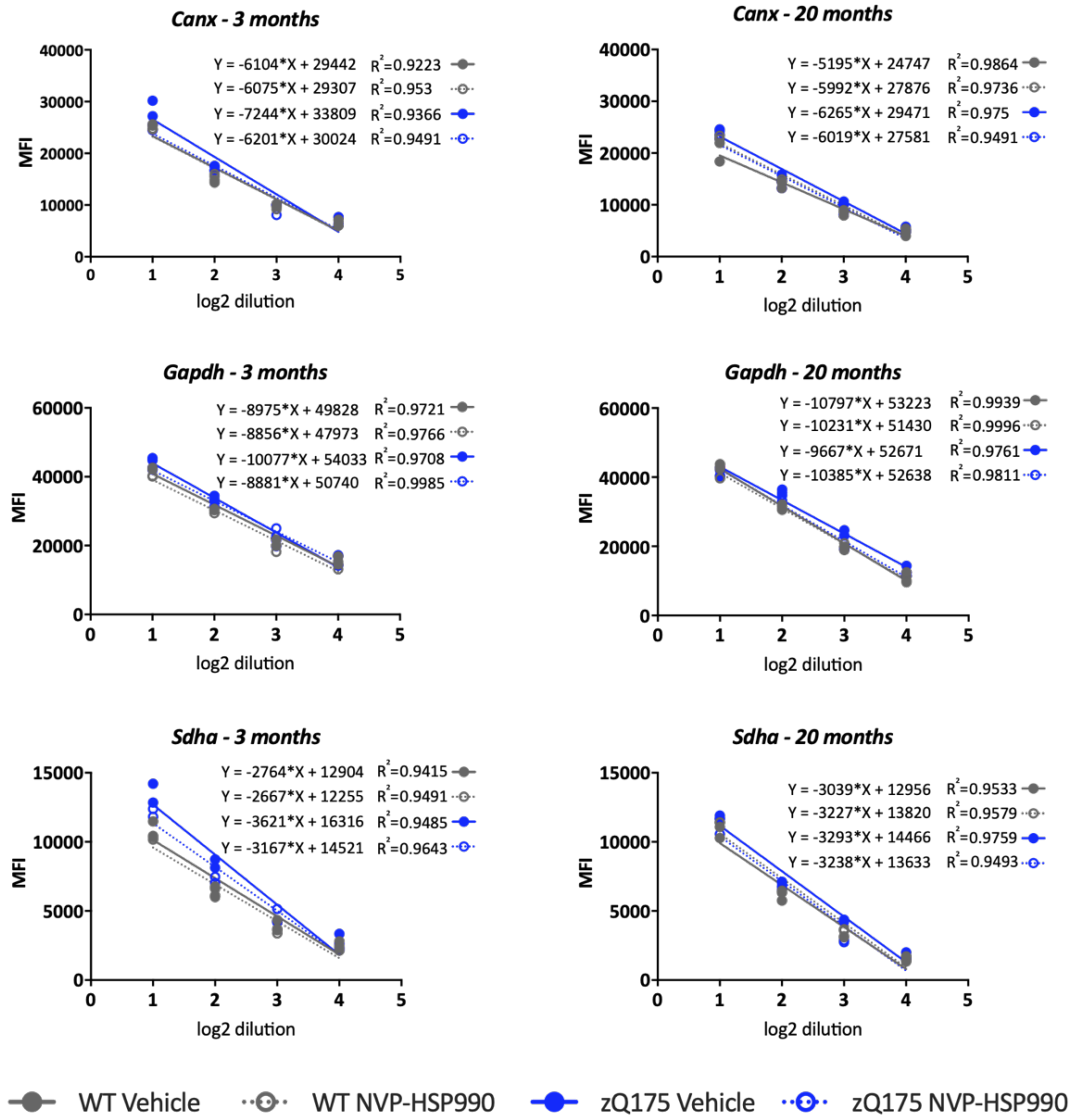 Canx - 3 months
40000
30000
20000
10000
0
MFI
Y = -6104*X + 29442 R²=0.9223
Y = -6075*X + 29307 R²=0.953
Y = -7244*X + 33809 R²=0.9366
Y = -6201*X + 30024 R²=0.9491
0 1 2 3 4 5
log2 dilution
Canx - 20 months
40000
30000
20000
10000
0
MFI
Y = -5195*X + 24747 R²=0.9864
Y = -5992*X + 27876 R²=0.9736
Y = -6265*X + 29471 R²=0.975
Y = -6019*X + 27581 R²=0.9491
0 1 2 3 4 5
log2 dilution
Gapdh - 3 months
60000
40000
20000
0
MFI
Y = -8975*X + 49828 R²=0.9721
Y = -8856*X + 47973 R²=0.9766
Y = -10077*X + 54033 R²=0.9708
Y = -8881*X + 50740 R²=0.9985
0 1 2 3 4 5
log2 dilution
Gapdh - 20 months
60000
40000
20000
0
MFI
Y = -10797*X + 53223 R²=0.9939
Y = -10231*X + 51430 R²=0.9996
Y = -9667*X + 52671 R²=0.9761
Y = -10385*X + 52638 R²=0.9811
0 1 2 3 4 5
log2 dilution
Sdha - 3 months
15000
10000
5000
0
MFI
Y = -2764*X + 12904 R²=0.9415
Y = -2667*X + 12255 R²=0.9491
Y = -3621*X + 16316 R²=0.9485
Y = -3167*X + 14521 R²=0.9643
0 1 2 3 4 5
log2 dilution
Sdha - 20 months
15000
10000
5000
0
MFI
Y = -3039*X + 12956 R²=0.9533
Y = -3227*X + 13820 R²=0.9579
Y = -3293*X + 14466 R²=0.9759
Y = -3238*X + 13633 R²=0.9493
0 1 2 3 4 5
log2 dilution
WT Vehicle WT NVP-HSP990 zQ175 Vehicle zQ175 NVP-HSP990